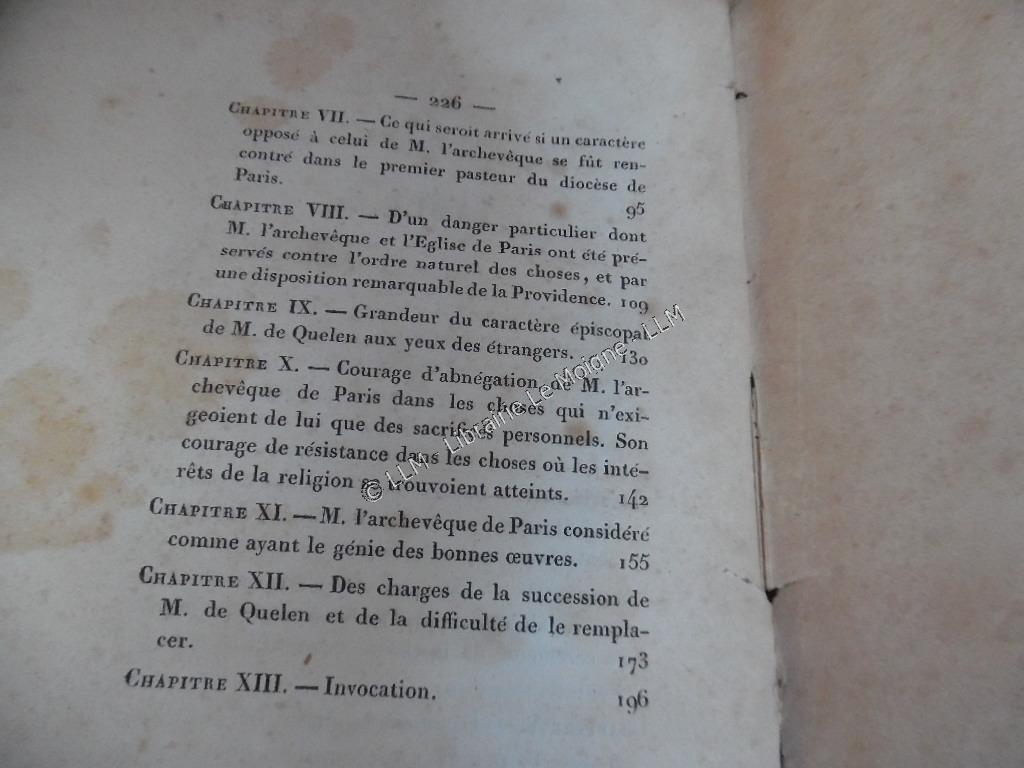 — 226 —
CHAPITRE VII. — Ce qui seroit arrivé si un caractère
opposé à celui de M. l'archevêque se fût ren-
contré dans le premier pasteur du diocèse de
Paris. 95
CHAPITRE VIII. — D'un danger particulier dont
M. l'archevêque et l'Eglise de Paris ont été pré-
servés contre l'ordre naturel des choses, et par
une disposition remarquable de la Providence. 109
CHAPITRE IX. — Grandeur du caractère épiscopal
de M. de Quelen aux yeux des étrangers. 130
CHAPITRE X. — Courage d'abnégation de M. l'ar-
chevêque de Paris dans les choses qui n'exi-
geoient de lui que des sacrifices personnels. Son
courage de résistance dans les choses où les inté-
rêts de la religion se trouvoient atteints. 142
CHAPITRE XI. — M. l'archevêque de Paris considéré
comme ayant le génie des bonnes œuvres. 155
CHAPITRE XII. — Des charges de la succession de
M. de Quelen et de la difficulté de le rempla-
cer. 173
CHAPITRE XIII. — Invocation. 196
© LLM - Librairie Le Moigne - LLM